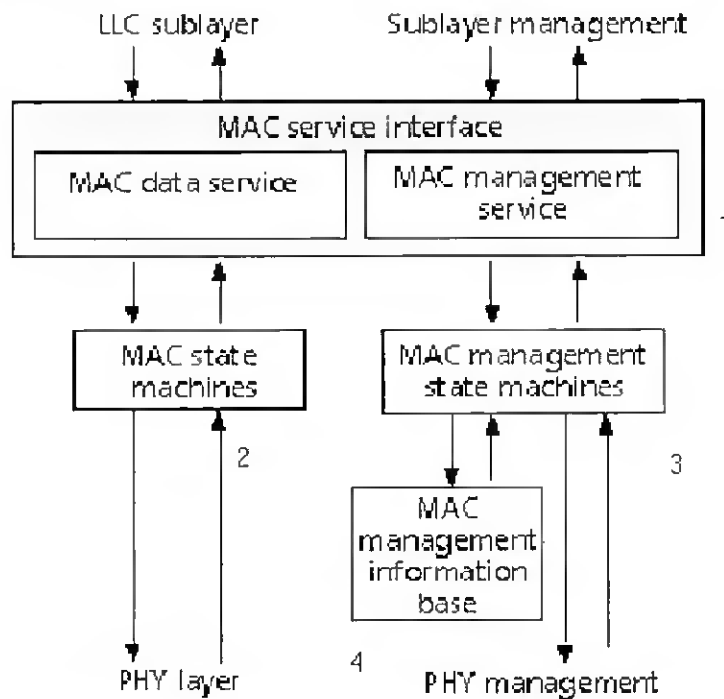 LLC sublayer
Sublayer management
MAC service interface
MAC data service
MAC management
service
MAC state
machines
MAC management
state machines
2
3
MAC
management
information
base
4
PHY layer
PHY management